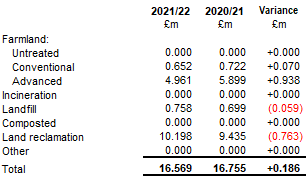 2021/22 2020/21 Variance
£m £m £m
Farmland:
Untreated 0.000 0.000 +0.000
Conventional 0.652 0.722 +0.070
Advanced 4.961 5.899 +0.938
Incineration 0.000 0.000 +0.000
Landfill 0.758 0.699 (0.059)
Composted 0.000 0.000 +0.000
Land reclamation 10.198 9.435 (0.763)
Other 0.000 0.000 +0.000
Total 16.569 16.755 +0.186